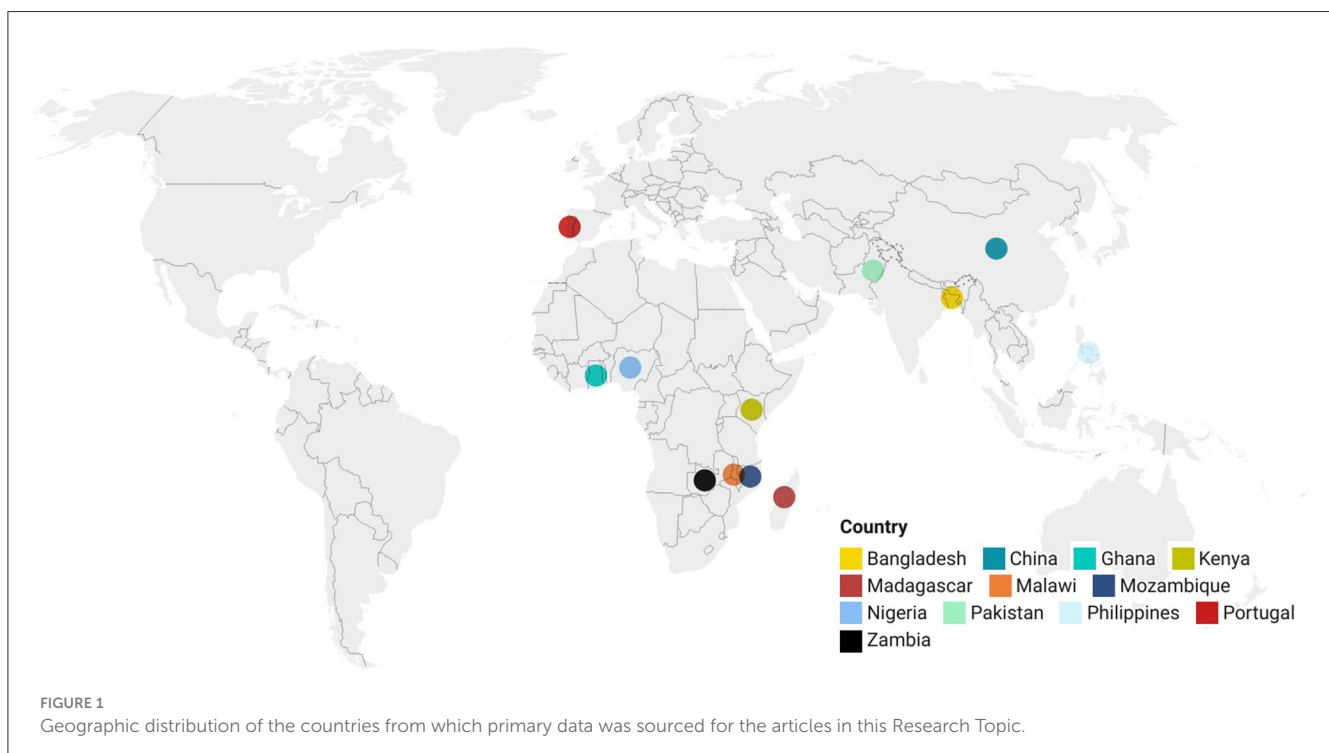 Country
Bangladesh China Ghana Kenya
Madagascar Malawi Mozambique
Nigeria Pakistan Philippines Portugal
Zambia
FIGURE 1
Geographic distribution of the countries from which primary data was sourced for the articles in this Research Topic.